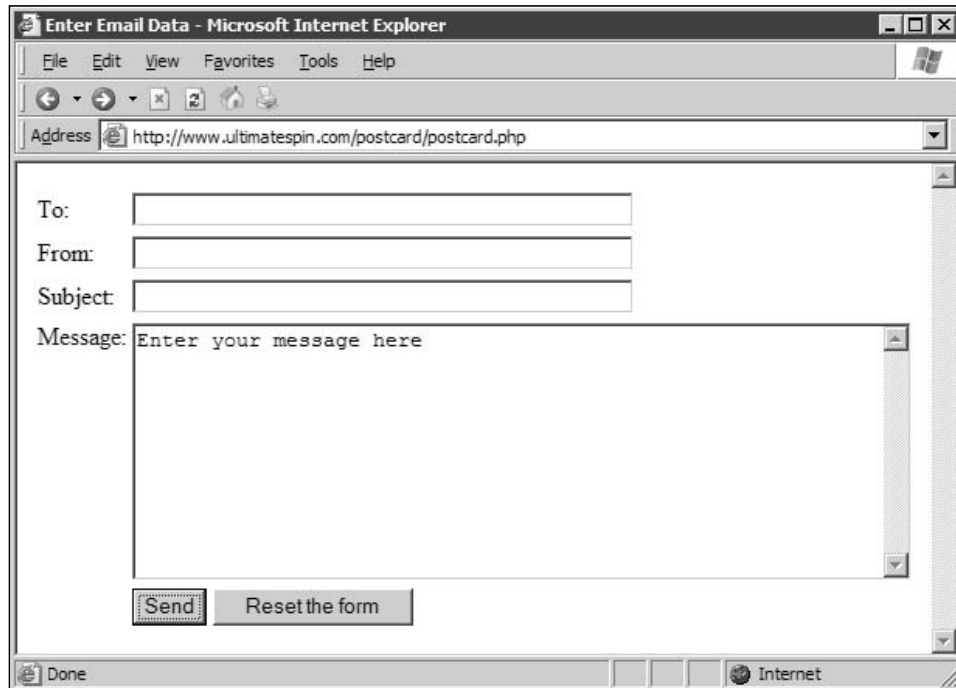 Enter Email Data - Microsoft Internet Explorer
File Edit View Favorites Tools Help
Address http://www.ultimatespin.com/postcard/postcard.php
To:
From:
Subject:
Message: Enter your message here
Send Reset the form
Done Internet